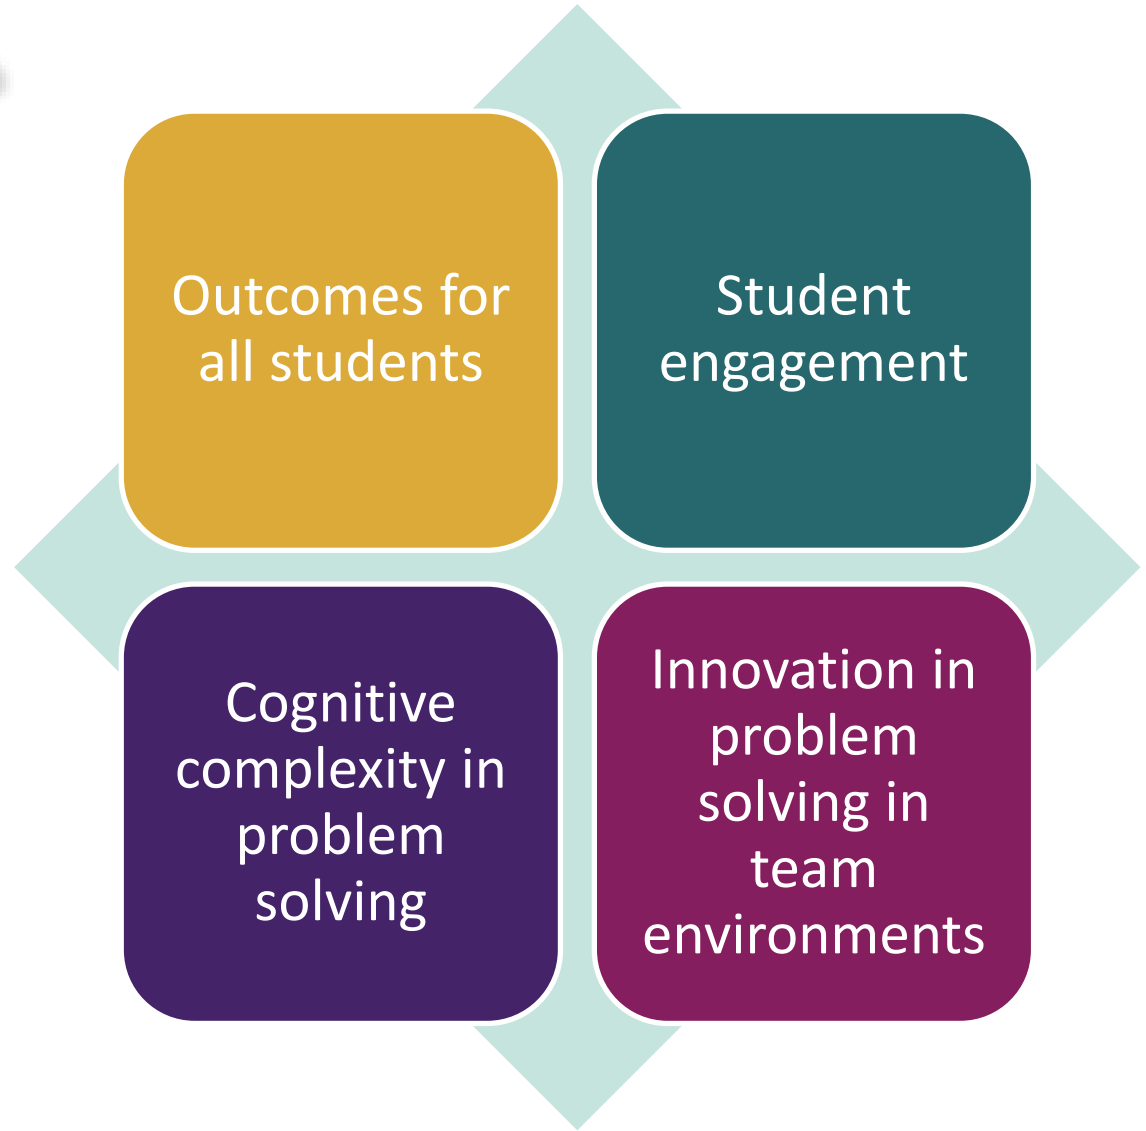 Outcomes for
all students
Student
engagement
Cognitive
complexity in
problem
solving
Innovation in
problem
solving in
team
environments